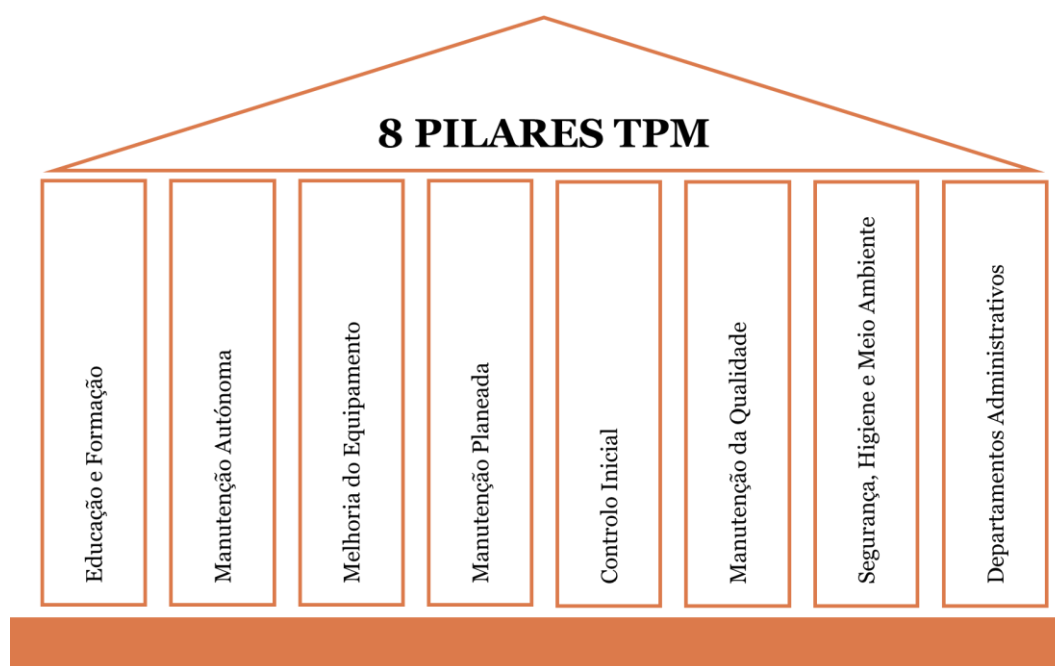 8 PILARES TPM
Educação e Formação
Manutenção Autónoma
Melhoria do Equipamento
Manutenção Planeada
Controlo Inicial
Manutenção da Qualidade
Segurança, Higiene e Meio Ambiente
Departamentos Administrativos